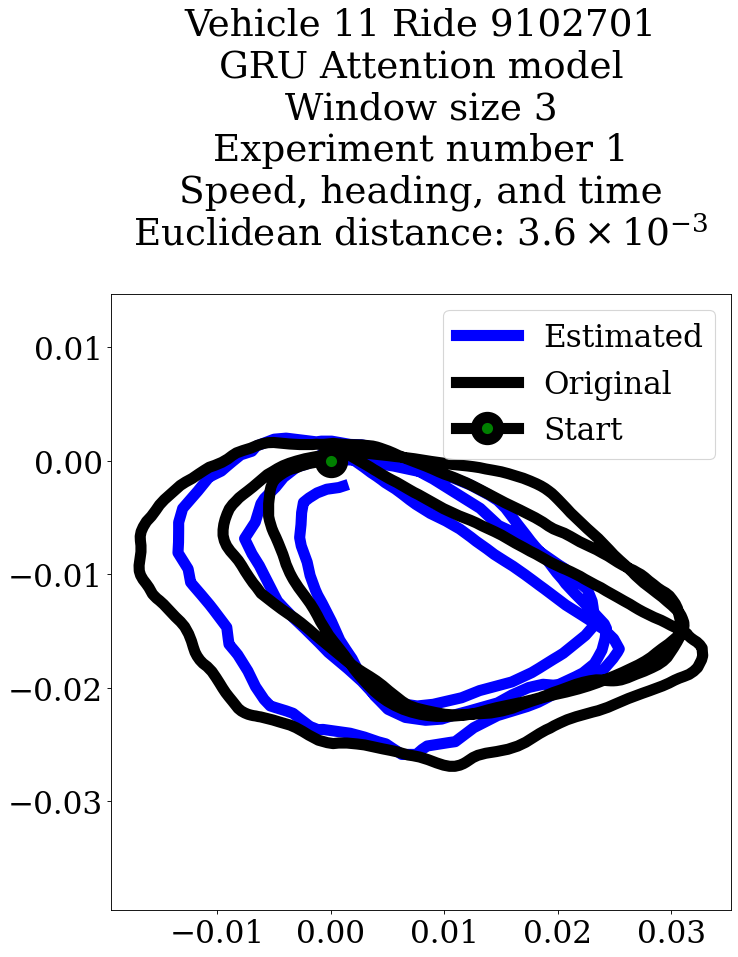 Vehicle 11 Ride 9102701
GRU Attention model
Window size 3
Experiment number 1
Speed, heading, and time
Euclidean distance: 3.6 × 10⁻³
Estimated
Original
Start
0.01
0.00
−0.01
−0.02
−0.03
−0.01 0.00 0.01 0.02 0.03